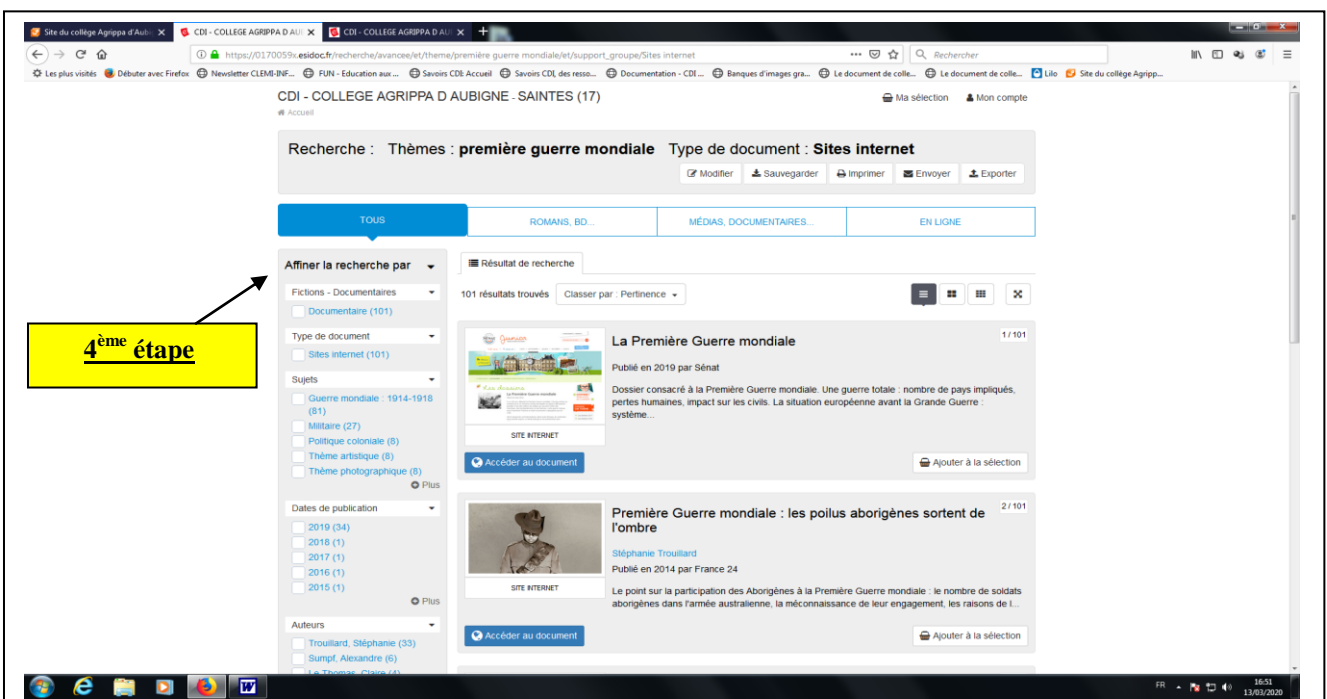 Site du collège Agrippa d'Aubi
CDI - COLLEGE AGRIPPA D AUI
CDI - COLLEGE AGRIPPA D AUI
https://0170059x.esidoc.fr/recherche/avancee/et/theme/première guerre mondiale/et/support_groupe/Sites internet
Rechercher
Les plus visités
Débuter avec Firefox
Newsletter CLEMI-INF...
FUN - Education aux ...
Savoirs CDI: Accueil
Savoirs CDI, des resso...
Documentation - CDI ...
Banques d'images gra...
Le document de colle...
Le document de colle...
Lilo
Site du collège Agripp...
CDI - COLLEGE AGRIPPA D AUBIGNE - SAINTES (17)
Ma sélection
Mon compte
Accueil
Recherche : Thèmes : première guerre mondiale Type de document : Sites internet
Modifier
Sauvegarder
Imprimer
Envoyer
Exporter
TOUS
ROMANS, BD...
MÉDIAS, DOCUMENTAIRES...
EN LIGNE
4ème étape
Affiner la recherche par
Fictions - Documentaires
Documentaire (101)
Type de document
Sites internet (101)
Sujets
Guerre mondiale : 1914-1918
(81)
Militaire (27)
Politique coloniale (8)
Thème artistique (8)
Thème photographique (8)
Plus
Dates de publication
2019 (34)
2018 (1)
2017 (1)
2016 (1)
2015 (1)
Plus
Auteurs
Trouillard, Stéphanie (33)
Sumpf, Alexandre (6)
Le Thomas, Claire (4)
Résultat de recherche
101 résultats trouvés
Classer par : Pertinence
1 / 101
La Première Guerre mondiale
Publié en 2019 par Sénat
Dossier consacré à la Première Guerre mondiale. Une guerre totale : nombre de pays impliqués,
pertes humaines, impact sur les civils. La situation européenne avant la Grande Guerre :
système...
SITE INTERNET
Accéder au document
Ajouter à la sélection
2 / 101
Première Guerre mondiale : les poilus aborigènes sortent de
l'ombre
Stéphanie Trouillard
Publié en 2014 par France 24
Le point sur la participation des Aborigènes à la Première Guerre mondiale : le nombre de soldats
aborigènes dans l'armée australienne, la méconnaissance de leur engagement, les raisons de l...
SITE INTERNET
Accéder au document
Ajouter à la sélection
FR
16:51
13/03/2020